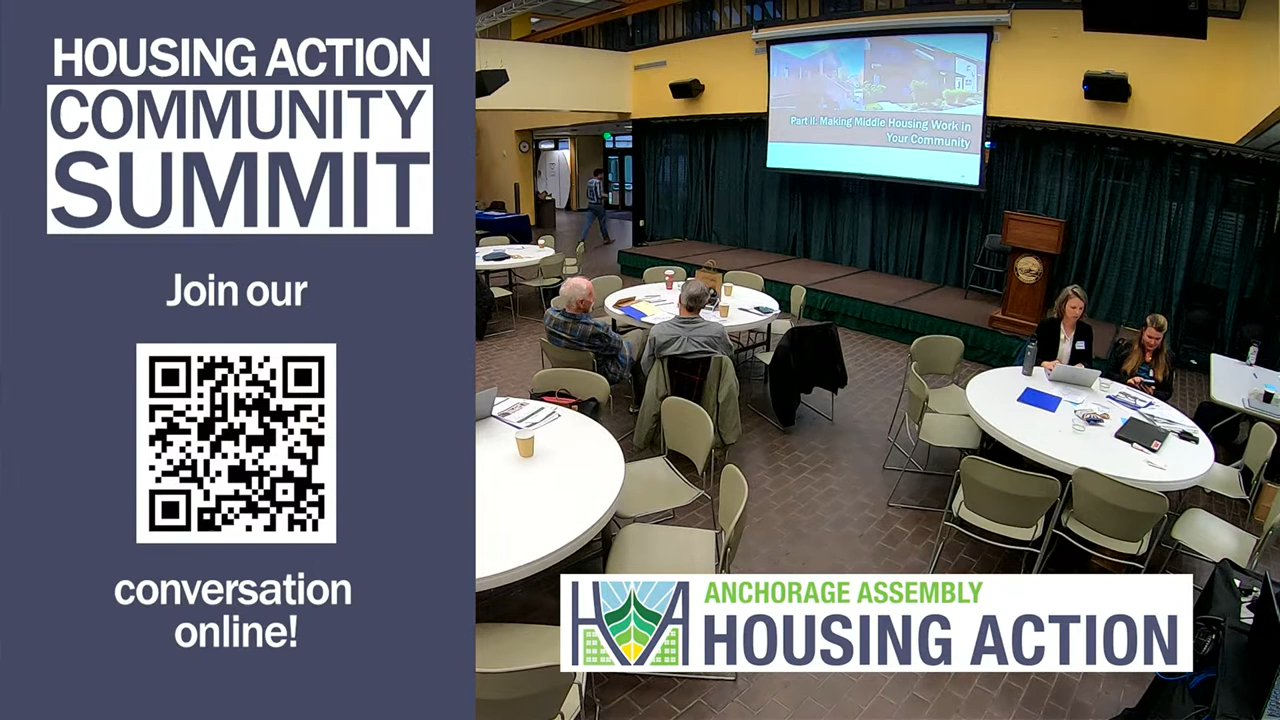 HOUSING ACTION
COMMUNITY
SUMMIT
Join our
conversation
online!
Part II: Making Middle Housing Work in
Your Community
HA
ANCHORAGE ASSEMBLY
HOUSING ACTION